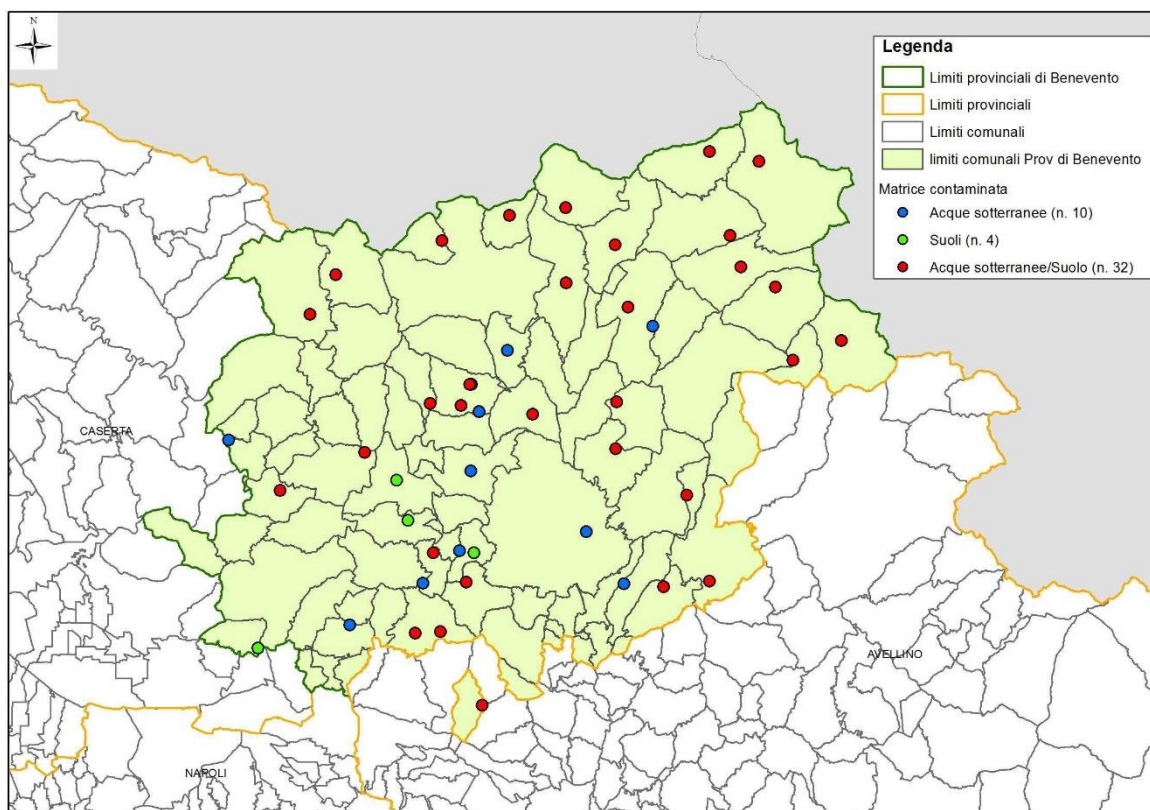 N
Legenda
Limiti provinciali di Benevento
Limiti provinciali
Limiti comunali
limiti comunali Prov di Benevento
Matrice contaminata
Acque sotterranee (n. 10)
Suoli (n. 4)
Acque sotterranee/Suolo (n. 32)
CASERTA
AVELLINO
NAPOLI